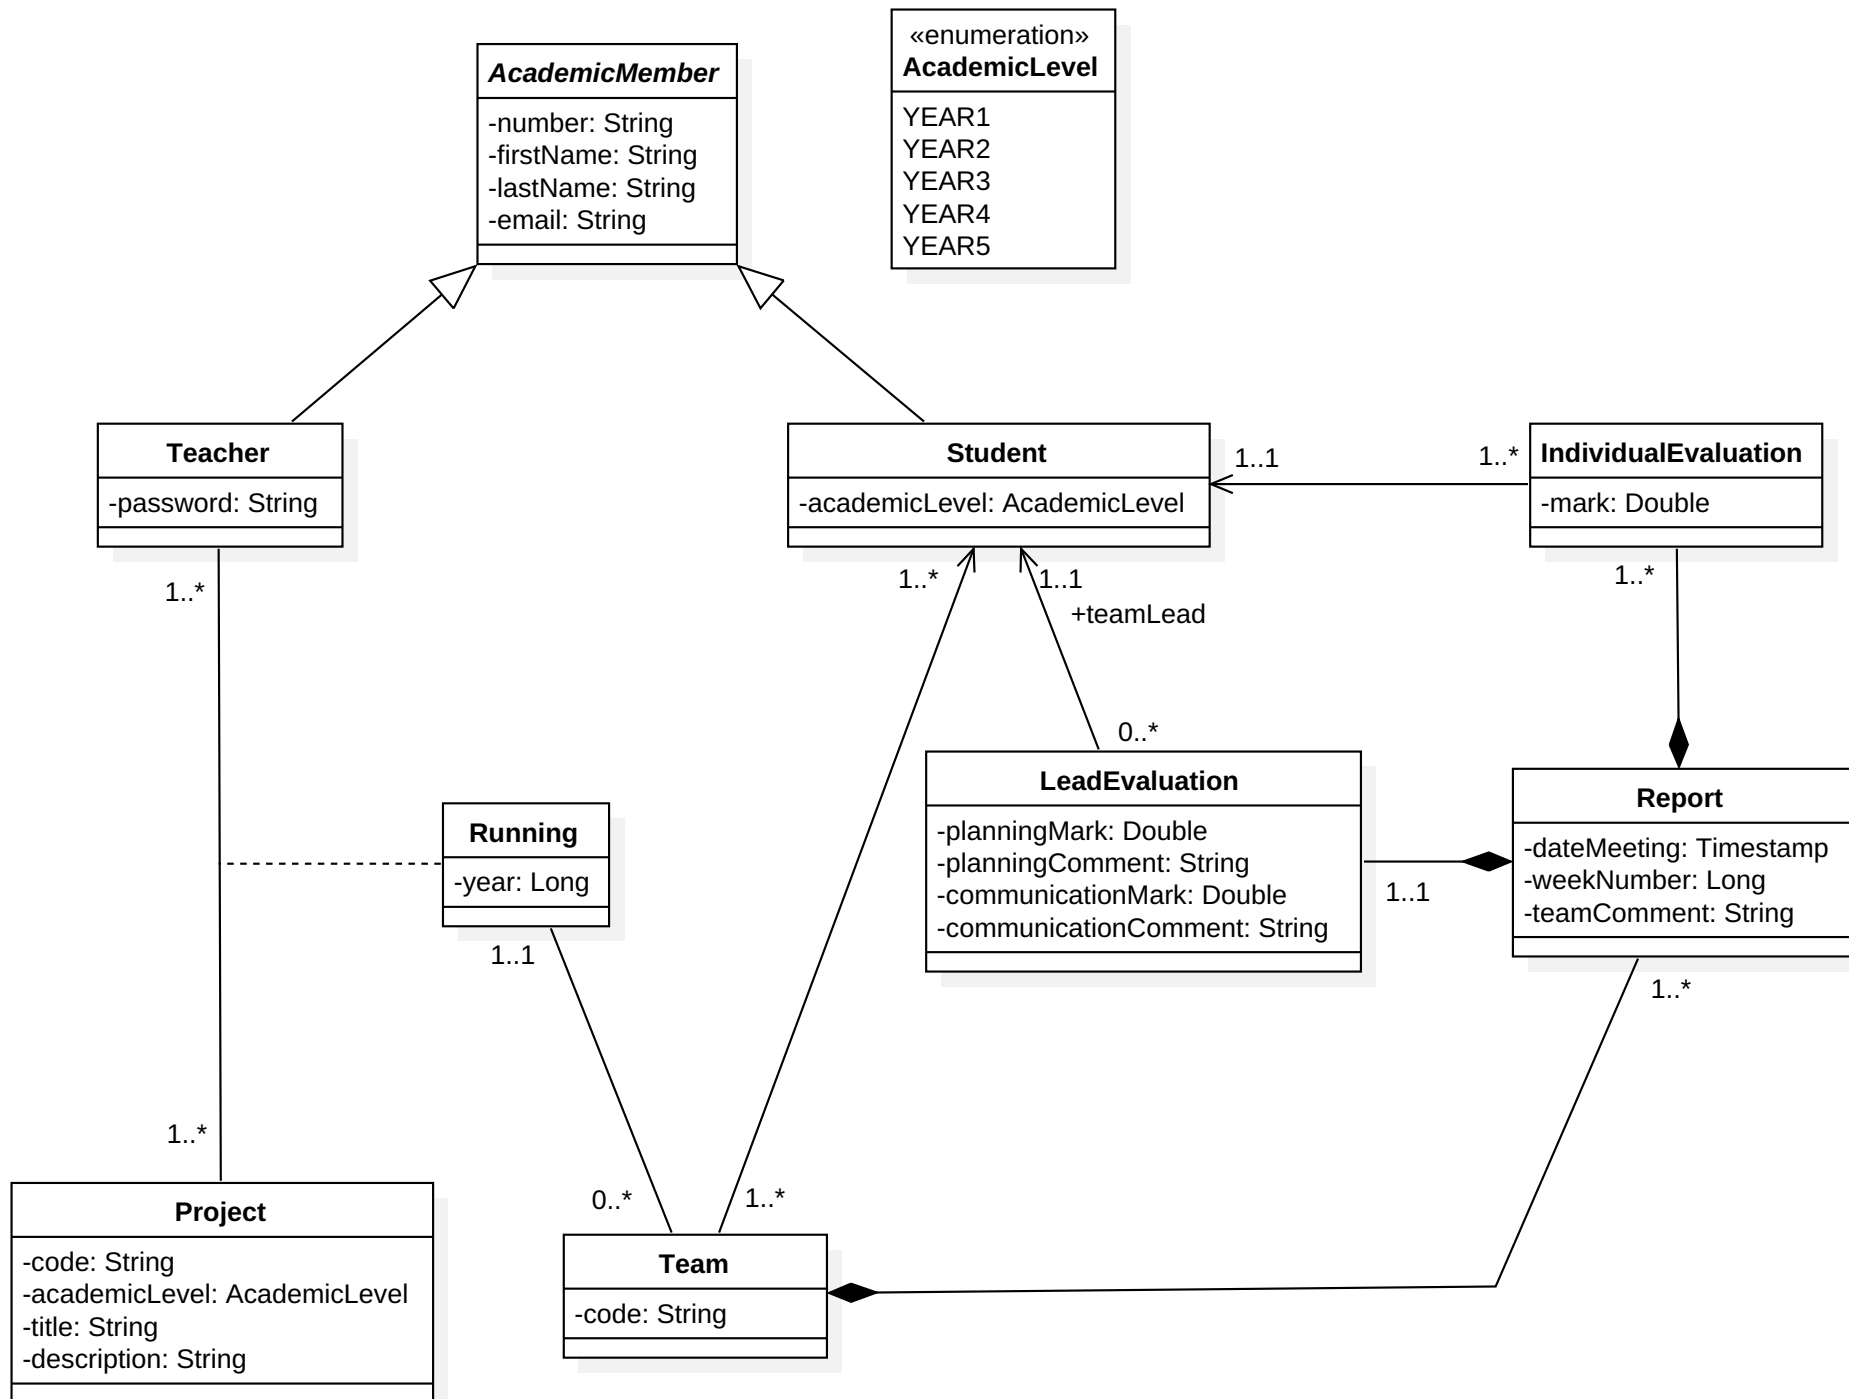 AcademicMember
-number: String
-firstName: String
-lastName: String
-email: String
«enumeration»
AcademicLevel
YEAR1
YEAR2
YEAR3
YEAR4
YEAR5
Teacher
-password: String
1..*
Student
-academicLevel: AcademicLevel
1..1
1..*
IndividualEvaluation
-mark: Double
1..*
1..*
1..1
+teamLead
0..*
LeadEvaluation
-planningMark: Double
-planningComment: String
-communicationMark: Double
-communicationComment: String
1..1
Report
-dateMeeting: Timestamp
-weekNumber: Long
-teamComment: String
1..*
Running
-year: Long
1..1
1..*
Project
-code: String
-academicLevel: AcademicLevel
-title: String
-description: String
0..*
1..*
Team
-code: String